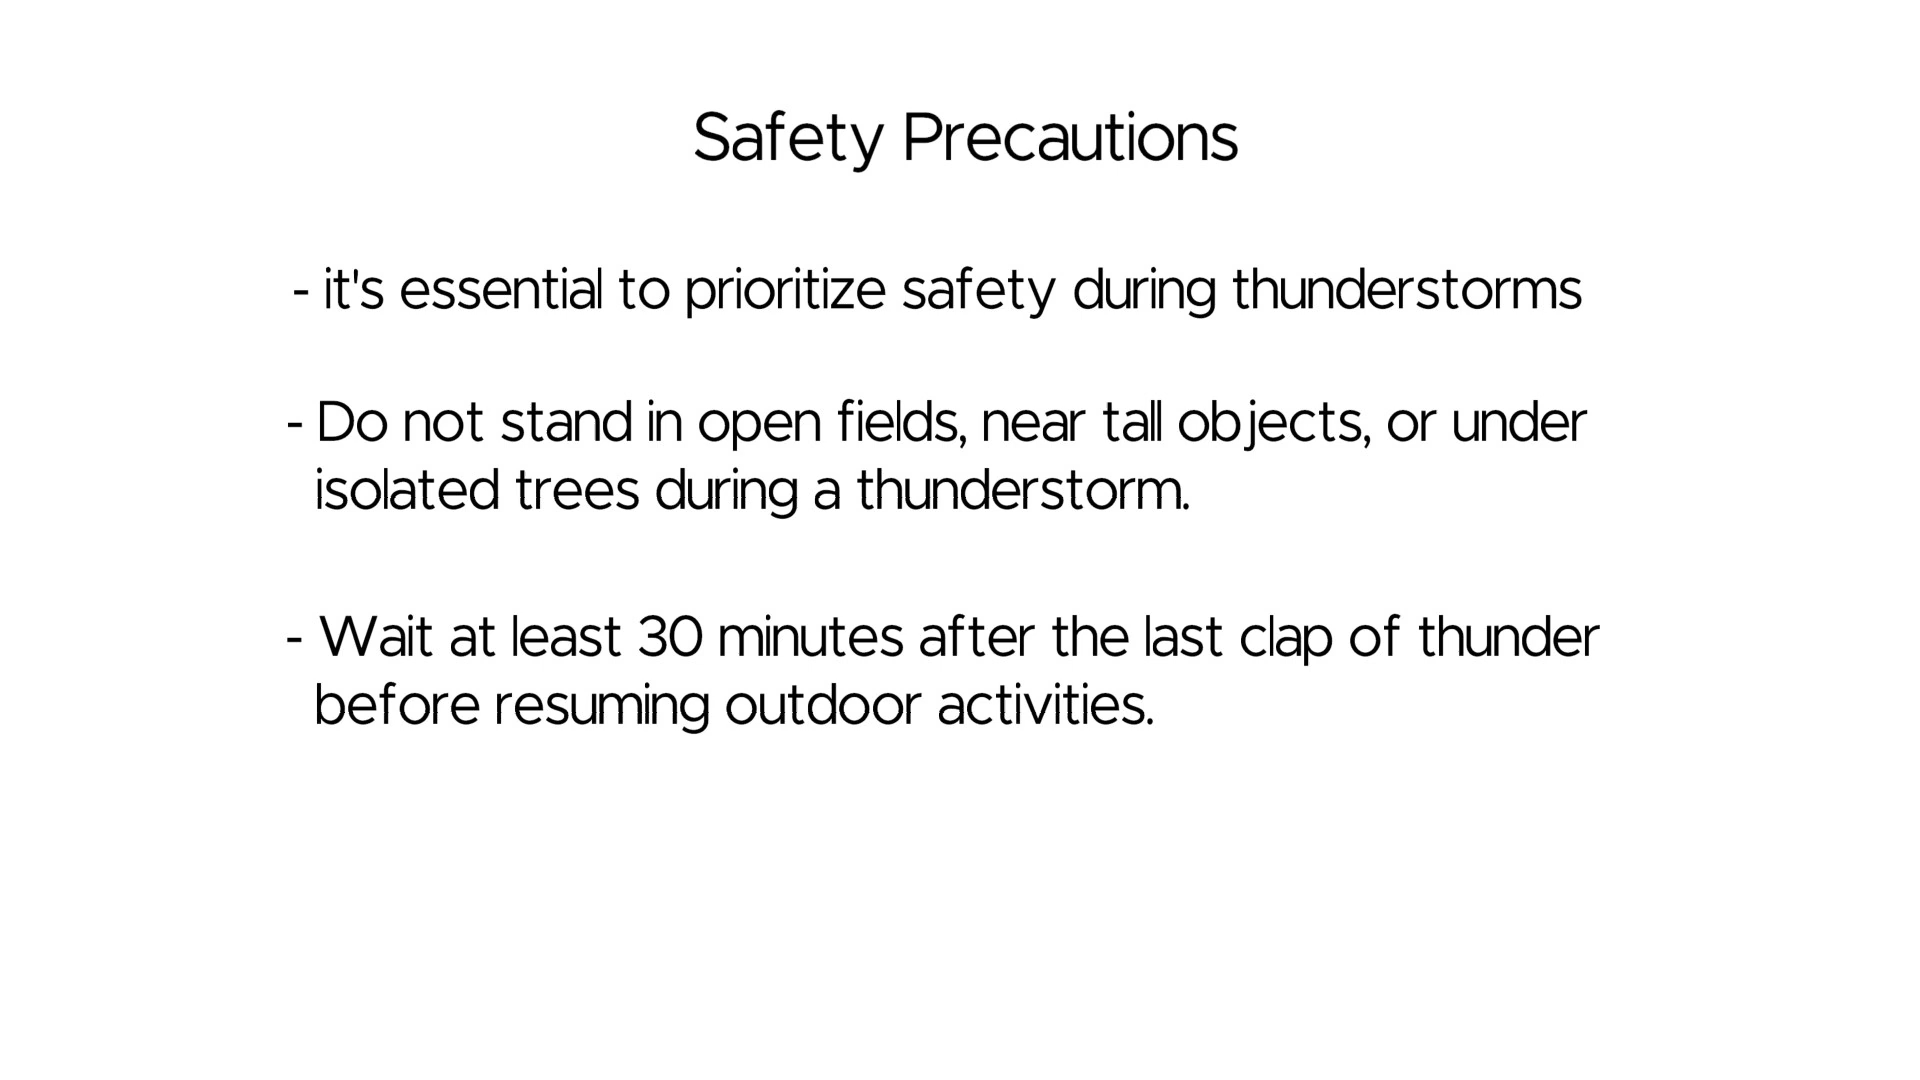 Safety Precautions
- it's essential to prioritize safety during thunderstorms
- Do not stand in open fields, near tall objects, or under
isolated trees during a thunderstorm.
- Wait at least 30 minutes after the last clap of thunder
before resuming outdoor activities.